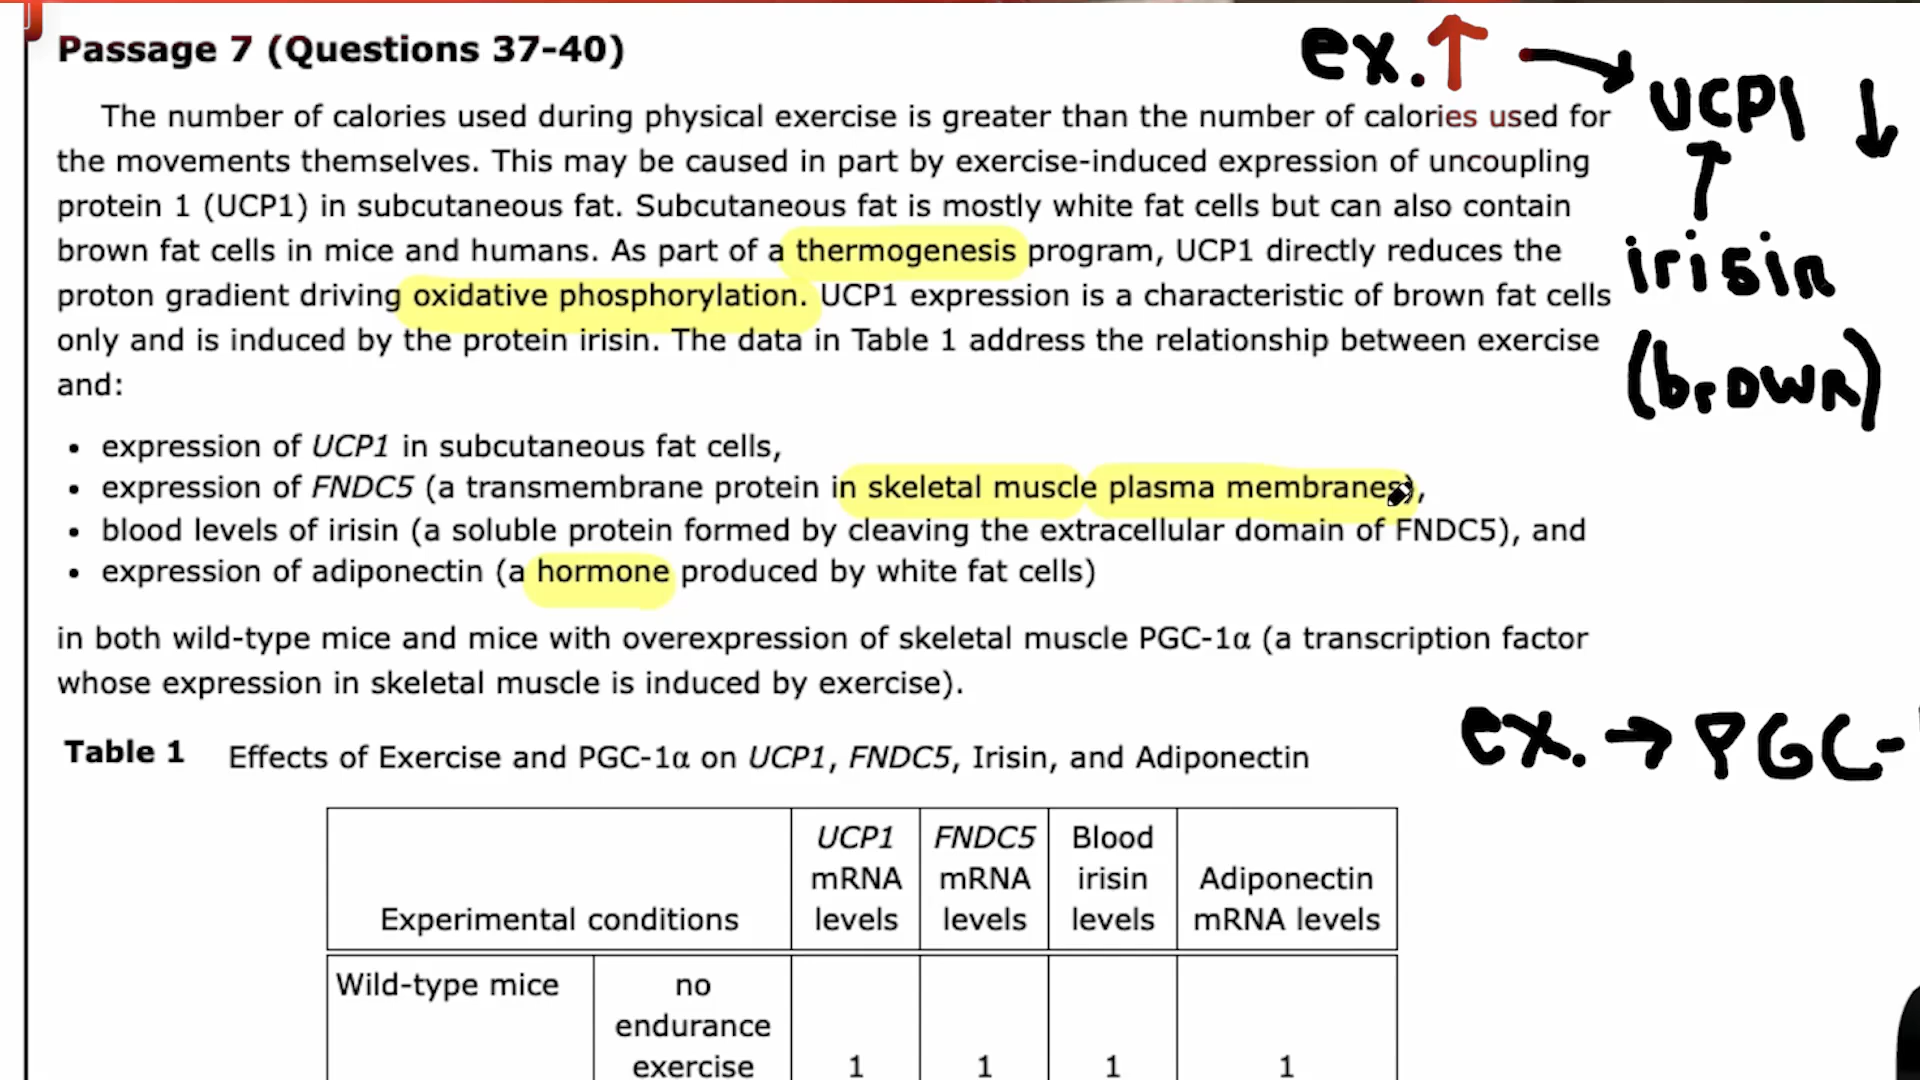 Passage 7 (Questions 37-40)
ex.↑ → UCP1 ↓
The number of calories used during physical exercise is greater than the number of calories used for
the movements themselves. This may be caused in part by exercise-induced expression of uncoupling
protein 1 (UCP1) in subcutaneous fat. Subcutaneous fat is mostly white fat cells but can also contain
brown fat cells in mice and humans. As part of a thermogenesis program, UCP1 directly reduces the
proton gradient driving oxidative phosphorylation. UCP1 expression is a characteristic of brown fat cells
only and is induced by the protein irisin. The data in Table 1 address the relationship between exercise
and:
↑
irisin
(brown)
• expression of UCP1 in subcutaneous fat cells,
• expression of FNDC5 (a transmembrane protein in skeletal muscle plasma membranes),
• blood levels of irisin (a soluble protein formed by cleaving the extracellular domain of FNDC5), and
• expression of adiponectin (a hormone produced by white fat cells)
in both wild-type mice and mice with overexpression of skeletal muscle PGC-1α (a transcription factor
whose expression in skeletal muscle is induced by exercise).
ex. → PGC-
Table 1 Effects of Exercise and PGC-1α on UCP1, FNDC5, Irisin, and Adiponectin
Experimental conditions
UCP1
mRNA
levels
FNDC5
mRNA
levels
Blood
irisin
levels
Adiponectin
mRNA levels
Wild-type mice
no
endurance
exercise
1 1 1 1